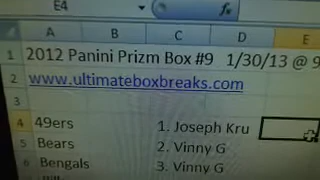 E4 fx
A B C D E
1 2012 Panini Prizm Box #9 1/30/13 @ 9
2 www.ultimateboxbreaks.com
3
4 49ers 1. Joseph Kru
5 Bears 2. Vinny G
6 Bengals 3. Vinny G